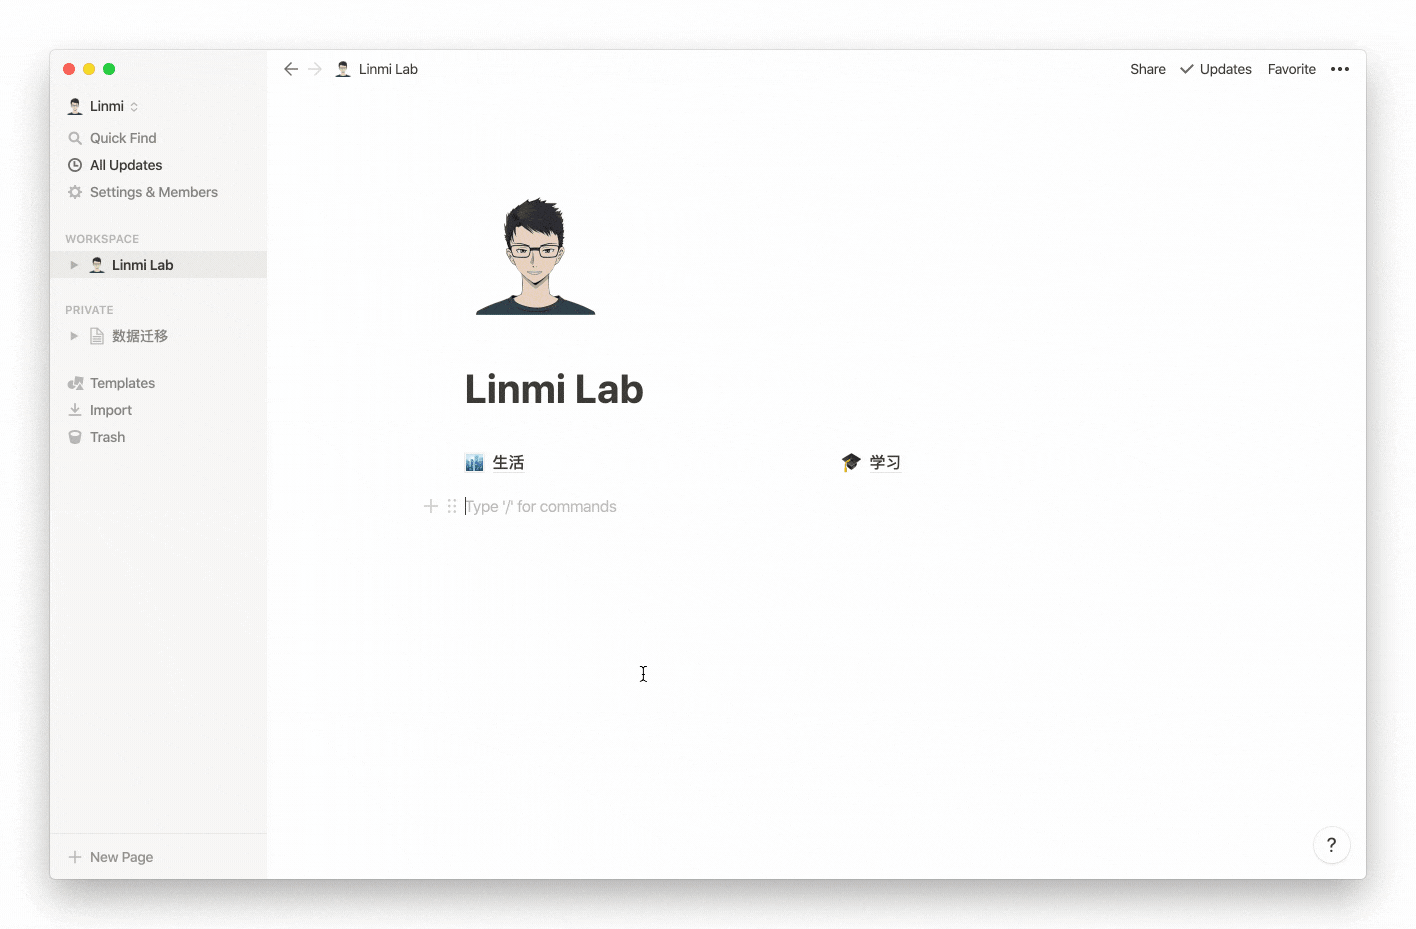 Linmi Lab
Share
Updates
Favorite
Linmi
Quick Find
All Updates
Settings & Members
WORKSPACE
Linmi Lab
PRIVATE
数据迁移
Templates
Import
Trash
New Page
Linmi Lab
生活
学习
Type '/' for commands
?